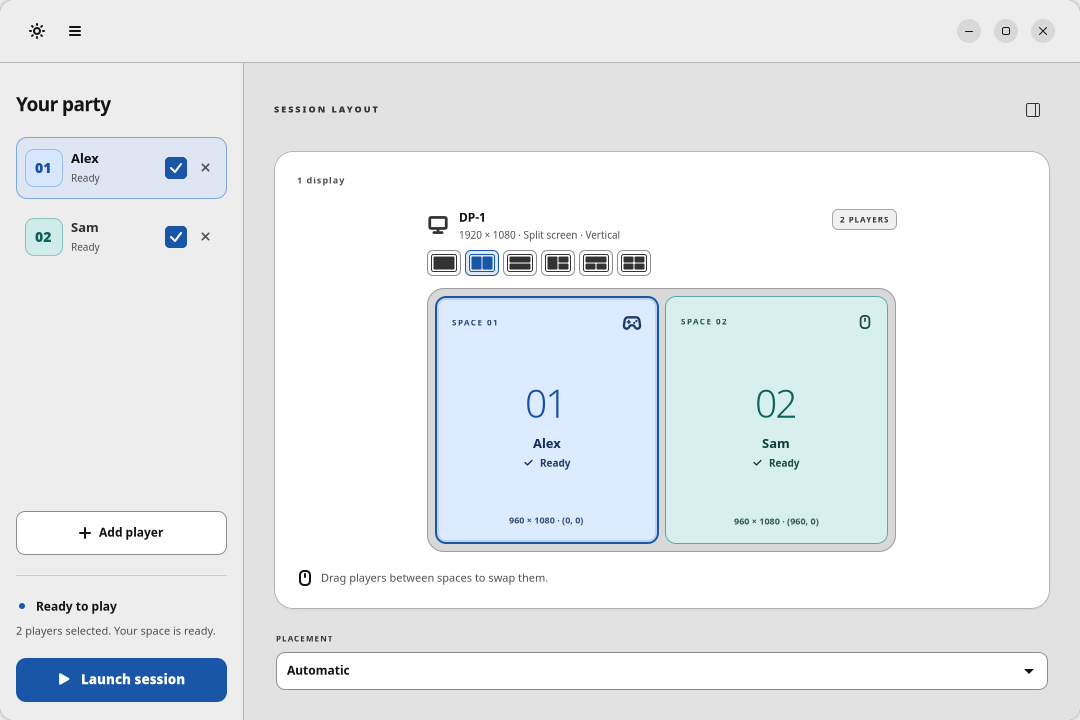 Your party
01
Alex
Ready
02
Sam
Ready
Add player
Ready to play
2 players selected. Your space is ready.
Launch session
SESSION LAYOUT
1 display
DP-1
1920 × 1080 · Split screen · Vertical
2 PLAYERS
SPACE 01
01
Alex
Ready
960 × 1080 · (0, 0)
SPACE 02
02
Sam
Ready
960 × 1080 · (960, 0)
Drag players between spaces to swap them.
PLACEMENT
Automatic